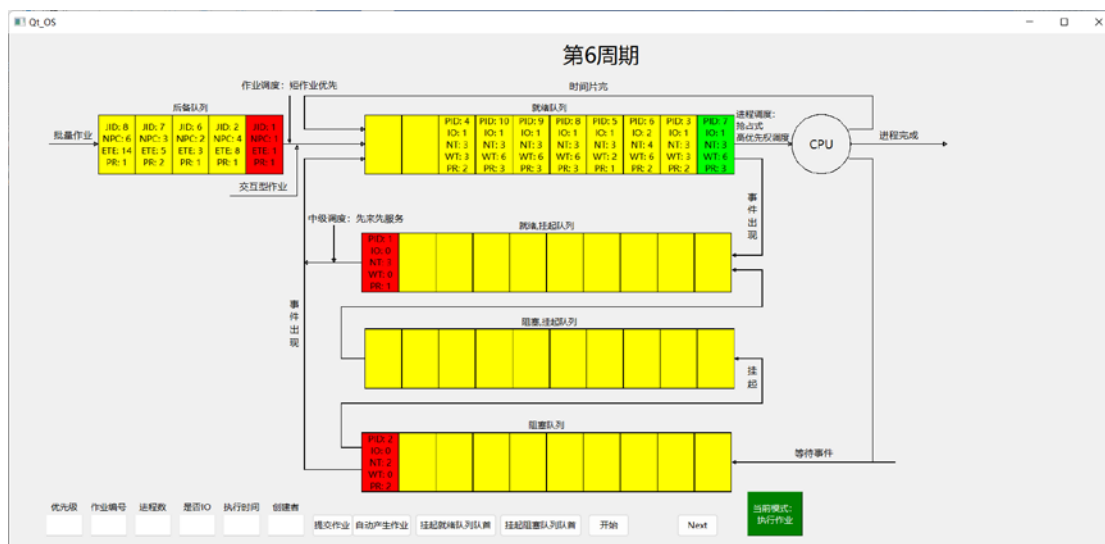 Qt_OS
第6周期
作业调度：短作业优先
时间片完
后备队列
就绪队列
批量作业
JID: 8
NPC: 6
ETE: 14
PR: 1
JID: 7
NPC: 3
ETE: 5
PR: 2
JID: 6
NPC: 2
ETE: 3
PR: 1
JID: 2
NPC: 4
ETE: 8
PR: 1
JID: 1
NPC: 1
ETE: 1
PR: 1
交互型作业
PID: 4
IO: 1
NT: 3
WT: 3
PR: 2
PID: 10
IO: 1
NT: 3
WT: 6
PR: 3
PID: 9
IO: 1
NT: 3
WT: 6
PR: 3
PID: 8
IO: 1
NT: 3
WT: 6
PR: 3
PID: 5
IO: 1
NT: 3
WT: 2
PR: 1
PID: 6
IO: 2
NT: 4
WT: 6
PR: 2
PID: 3
IO: 1
NT: 3
WT: 3
PR: 2
PID: 7
IO: 1
NT: 3
WT: 6
PR: 3
进程调度：
抢占式
高优先权调度
CPU
进程完成
事件出现
中级调度：先来先服务
就绪,挂起队列
PID: 1
IO: 0
NT: 3
WT: 0
PR: 3
事件出现
阻塞,挂起队列
挂起
阻塞队列
PID: 2
IO: 0
NT: 2
WT: 0
PR: 2
等待事件
优先级 作业编号 进程数 是否IO 执行时间 创建者
提交作业 自动产生作业 挂起就绪队列队首 挂起阻塞队列队首 开始 Next
当前模式：
执行作业